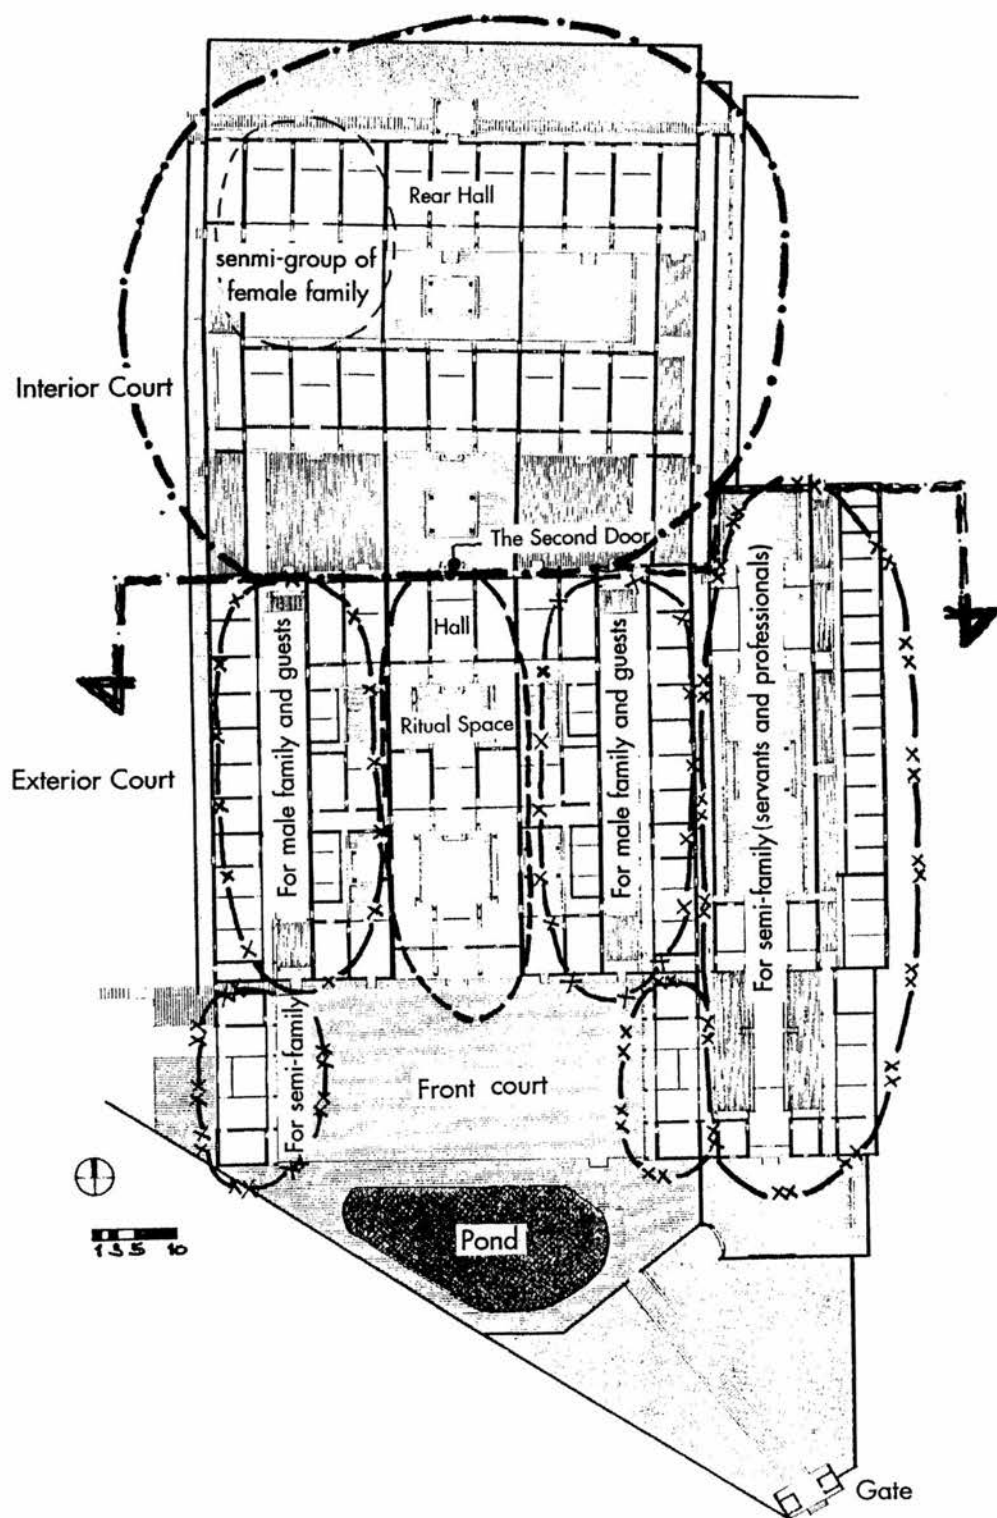 Rear Hall
senmi-group of
female family
Interior Court
The Second Door
Hall
Ritual Space
For male family and guests
For male family and guests
For semi-family (servants and professionals)
Exterior Court
For semi-family
Front court
Pond
1 3 5 10
Gate